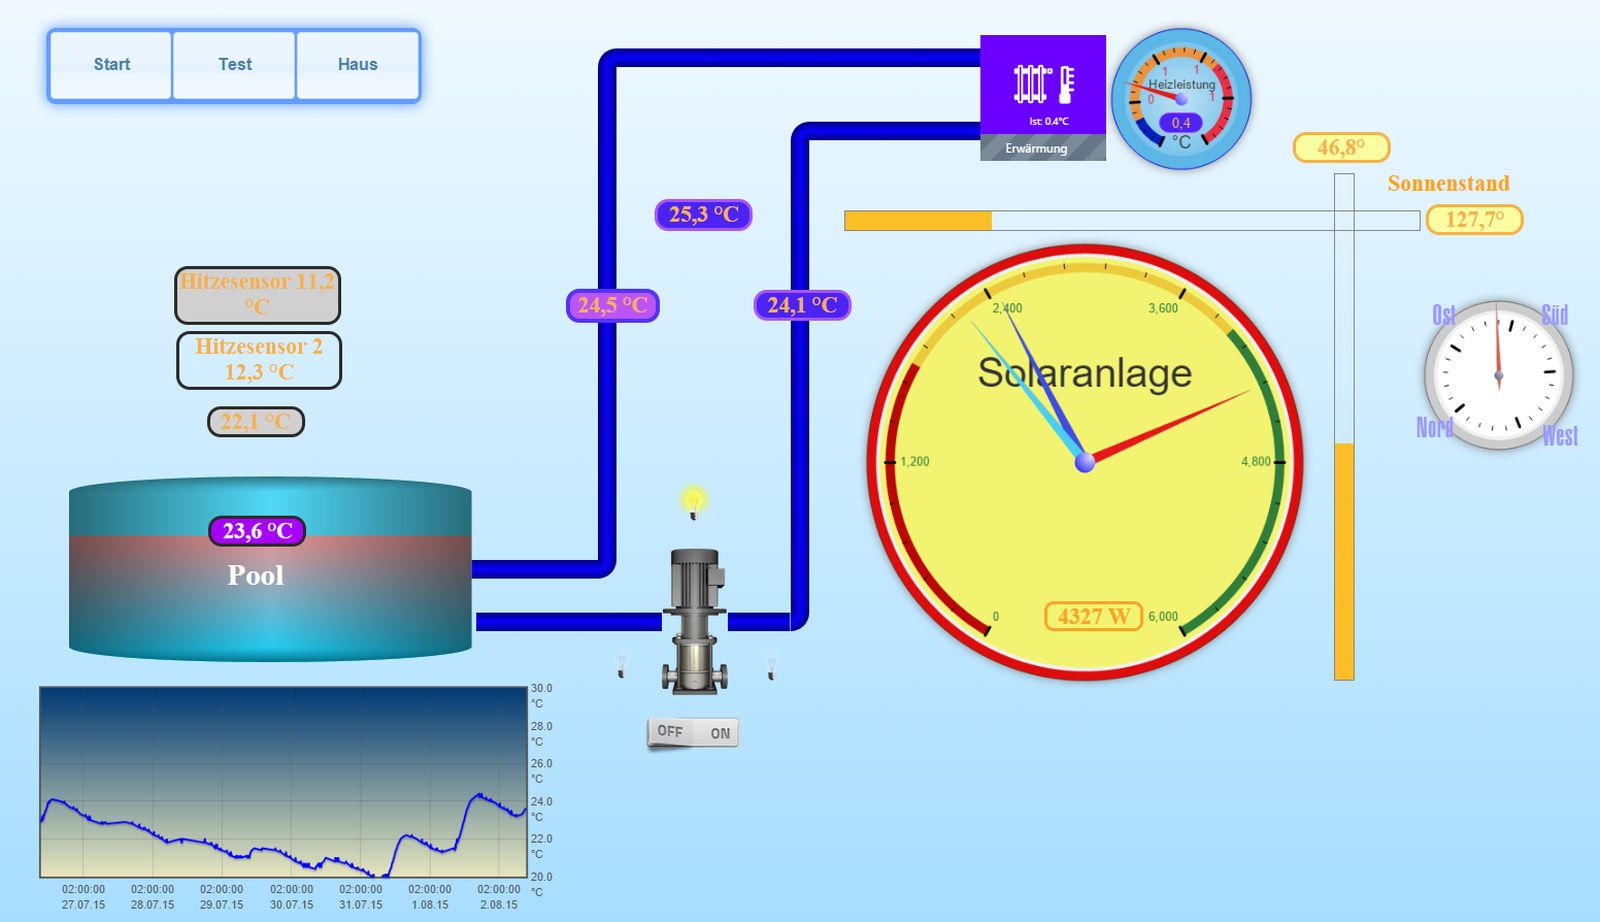 Start
Test
Haus
Ist: 0.4°C
Erwärmung
Heizleistung
0
1
1
1
0,4
°C
46,8°
Sonnenstand
127,7°
25,3 °C
24,5 °C
24,1 °C
Hitzesensor 11,2
°C
Hitzesensor 2
12,3 °C
22,1 °C
23,6 °C
Pool
Solaranlage
0
1,200
2,400
3,600
4,800
6,000
4327 W
Ost
Süd
Nord
West
OFF
ON
30.0
°C
28.0
°C
26.0
°C
24.0
°C
22.0
°C
20.0
°C
02:00:00
27.07.15
02:00:00
28.07.15
02:00:00
29.07.15
02:00:00
30.07.15
02:00:00
31.07.15
02:00:00
1.08.15
02:00:00
2.08.15